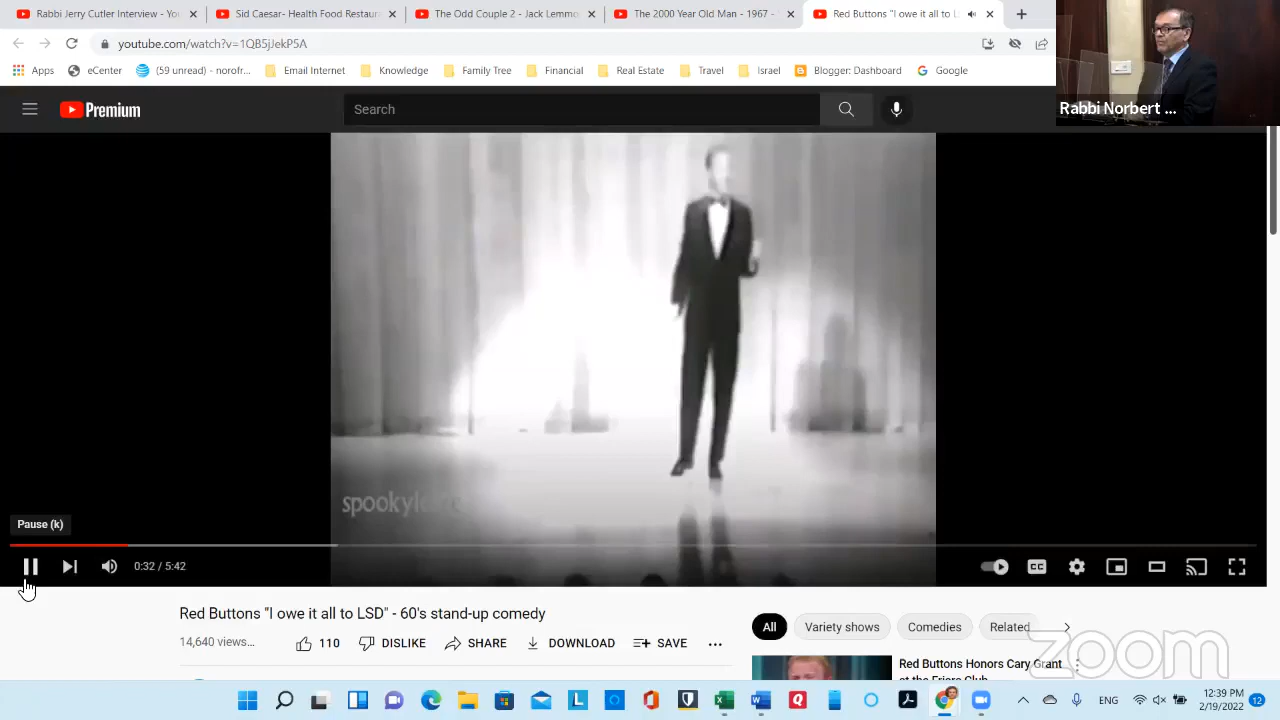 Rabbi Jerry Cutler Interview - You
Sid Caesar- Health Food Restaur
The Odd Couple 2 - Jack Lemmo
The 2000 Year Old Man - 1967 -
Red Buttons "I owe it all to L
youtube.com/watch?v=1QB5jJekP5A
Apps
eCenter
(59 unread) - norofr...
Email Internet
Knowledge
Family Tree
Financial
Real Estate
Travel
Israel
Blogger: Dashboard
Google
Rabbi Norbert ...
Premium
Search
Pause (k)
0:32 / 5:42
CC
Red Buttons "I owe it all to LSD" - 60's stand-up comedy
14,640 views...
110
DISLIKE
SHARE
DOWNLOAD
SAVE
All
Variety shows
Comedies
Related
Red Buttons Honors Cary Grant
at the Friars Club
zoom
ENG
12:39 PM
2/19/2022
12